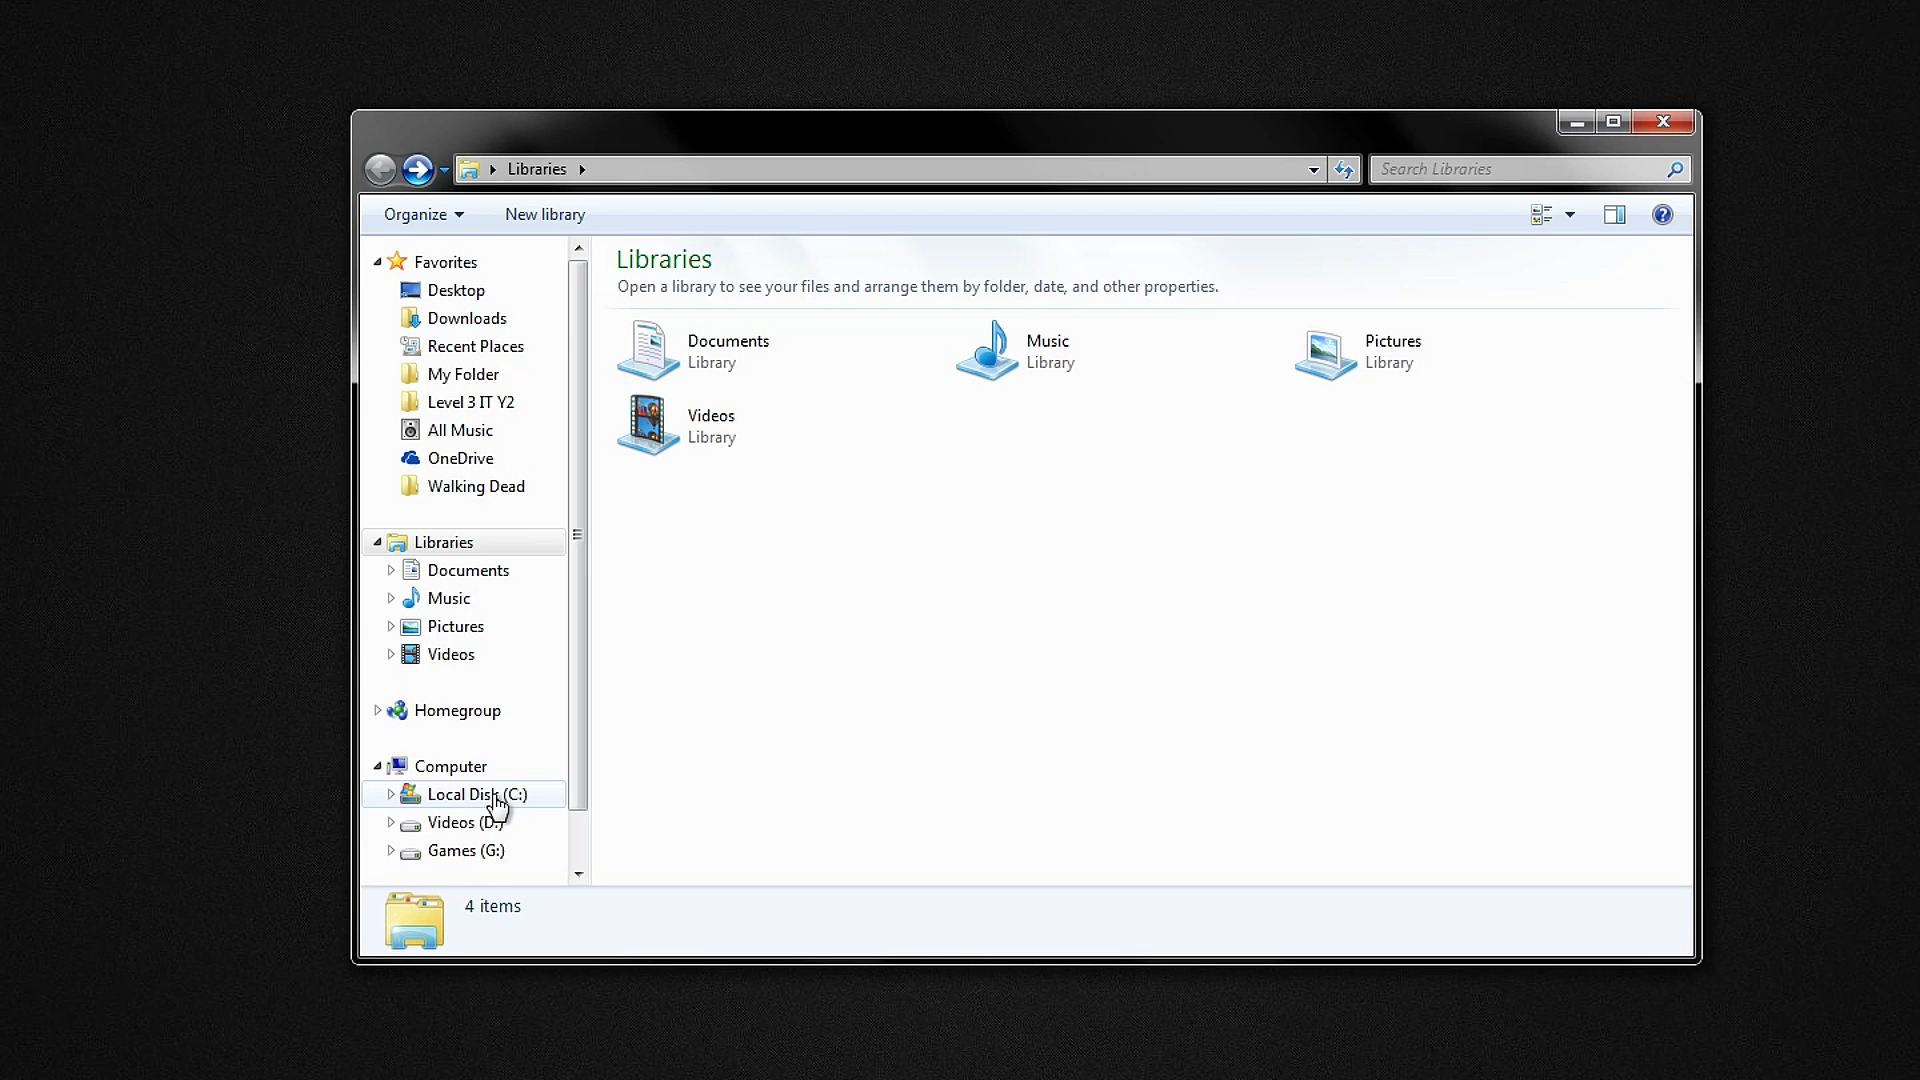 Libraries
Search Libraries
Organize
New library
Favorites
Desktop
Downloads
Recent Places
My Folder
Level 3 IT Y2
All Music
OneDrive
Walking Dead
Libraries
Documents
Music
Pictures
Videos
Homegroup
Computer
Local Disk (C:)
Videos (D:)
Games (G:)
Libraries
Open a library to see your files and arrange them by folder, date, and other properties.
Documents
Library
Music
Library
Pictures
Library
Videos
Library
4 items